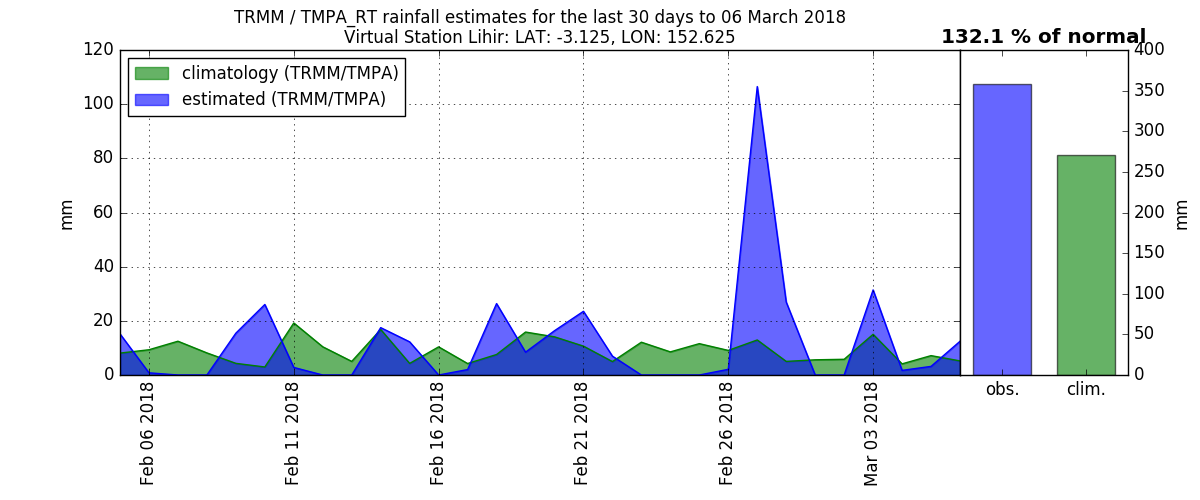 TRMM / TMPA_RT rainfall estimates for the last 30 days to 06 March 2018
Virtual Station Lihir: LAT: -3.125, LON: 152.625
132.1 % of normal
climatology (TRMM/TMPA)
estimated (TRMM/TMPA)
mm
120
100
80
60
40
20
0
Feb 06 2018
Feb 11 2018
Feb 16 2018
Feb 21 2018
Feb 26 2018
Mar 03 2018
400
350
300
250
200
150
100
50
0
mm
obs.
clim.